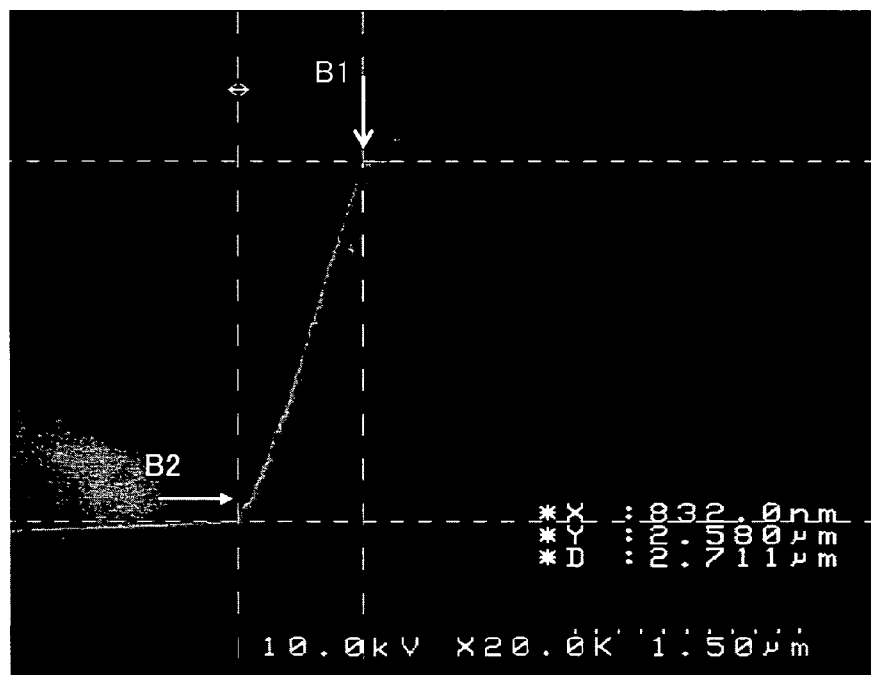 B1
B2
*X :832.0nm
*Y :2.580μm
*D :2.711μm
10.0kV X20.0K 1.50μm